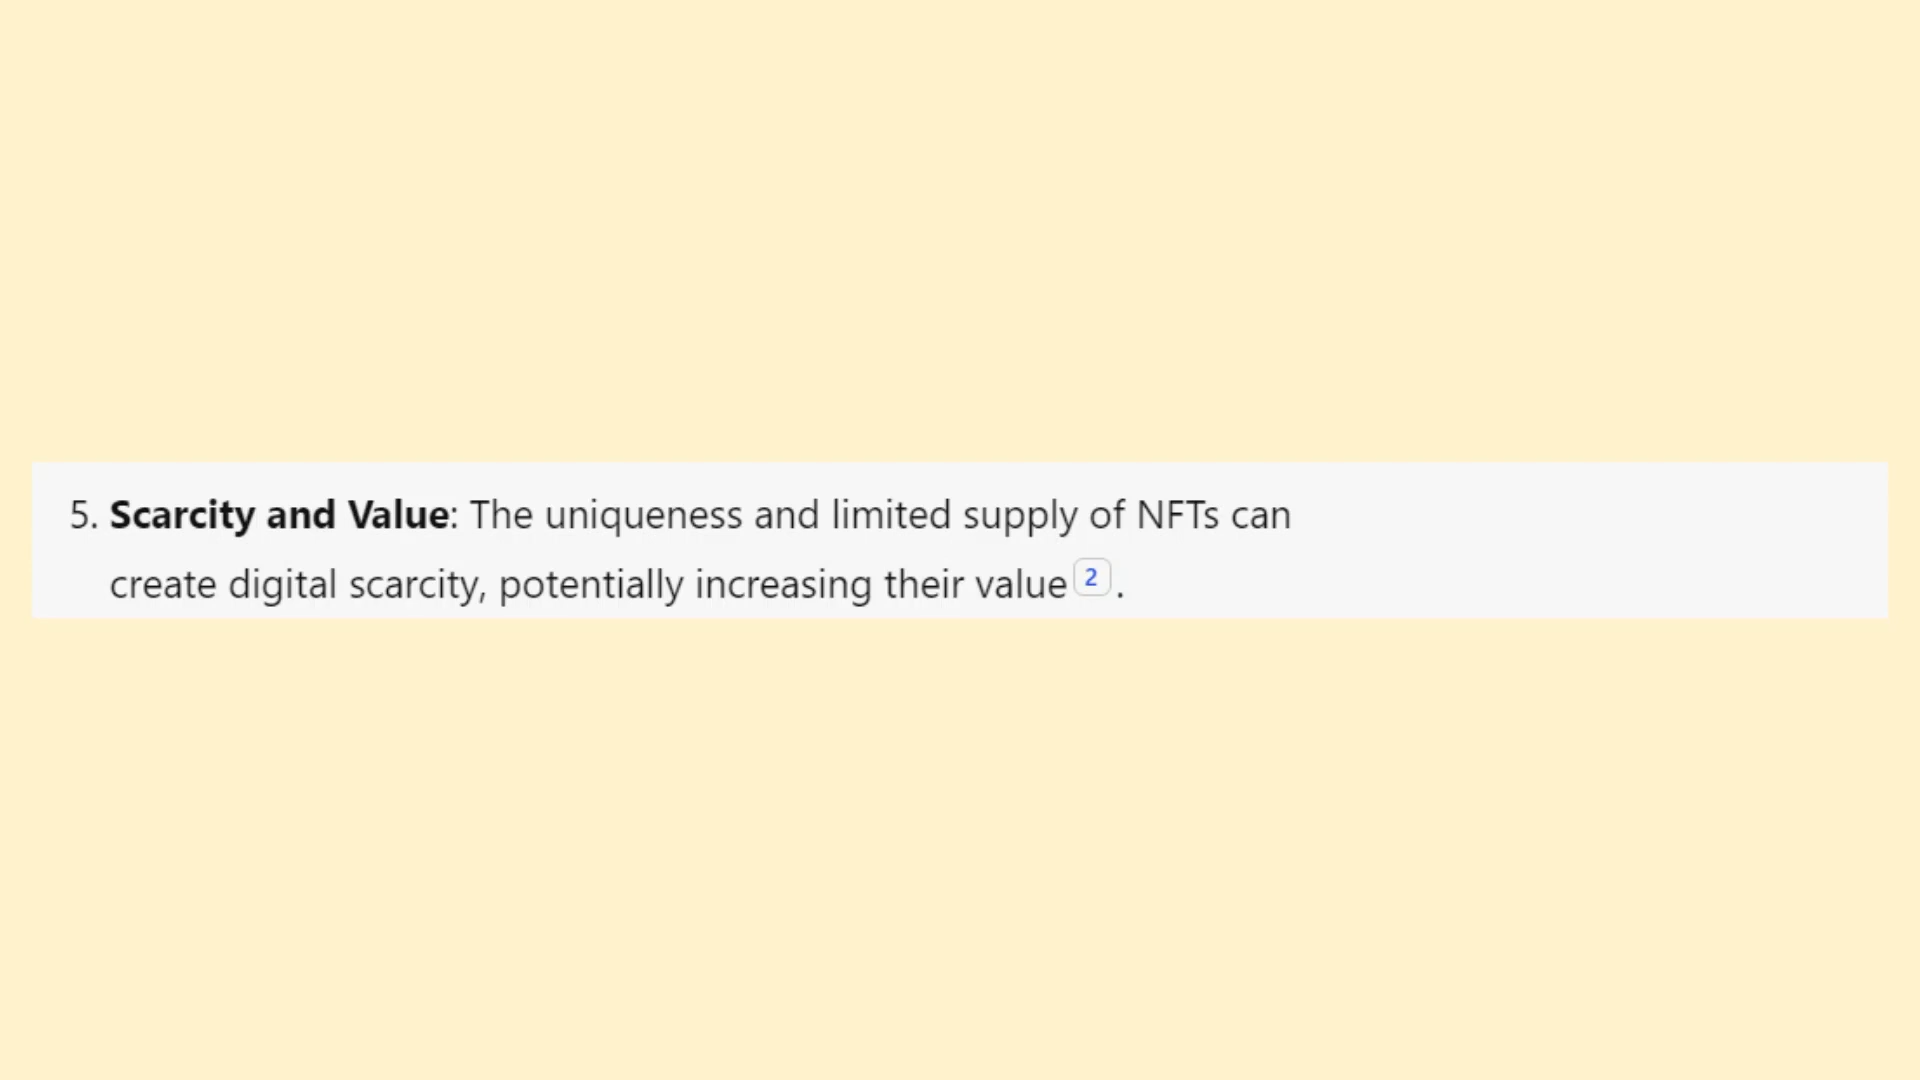 5. Scarcity and Value: The uniqueness and limited supply of NFTs can
create digital scarcity, potentially increasing their value 2 .